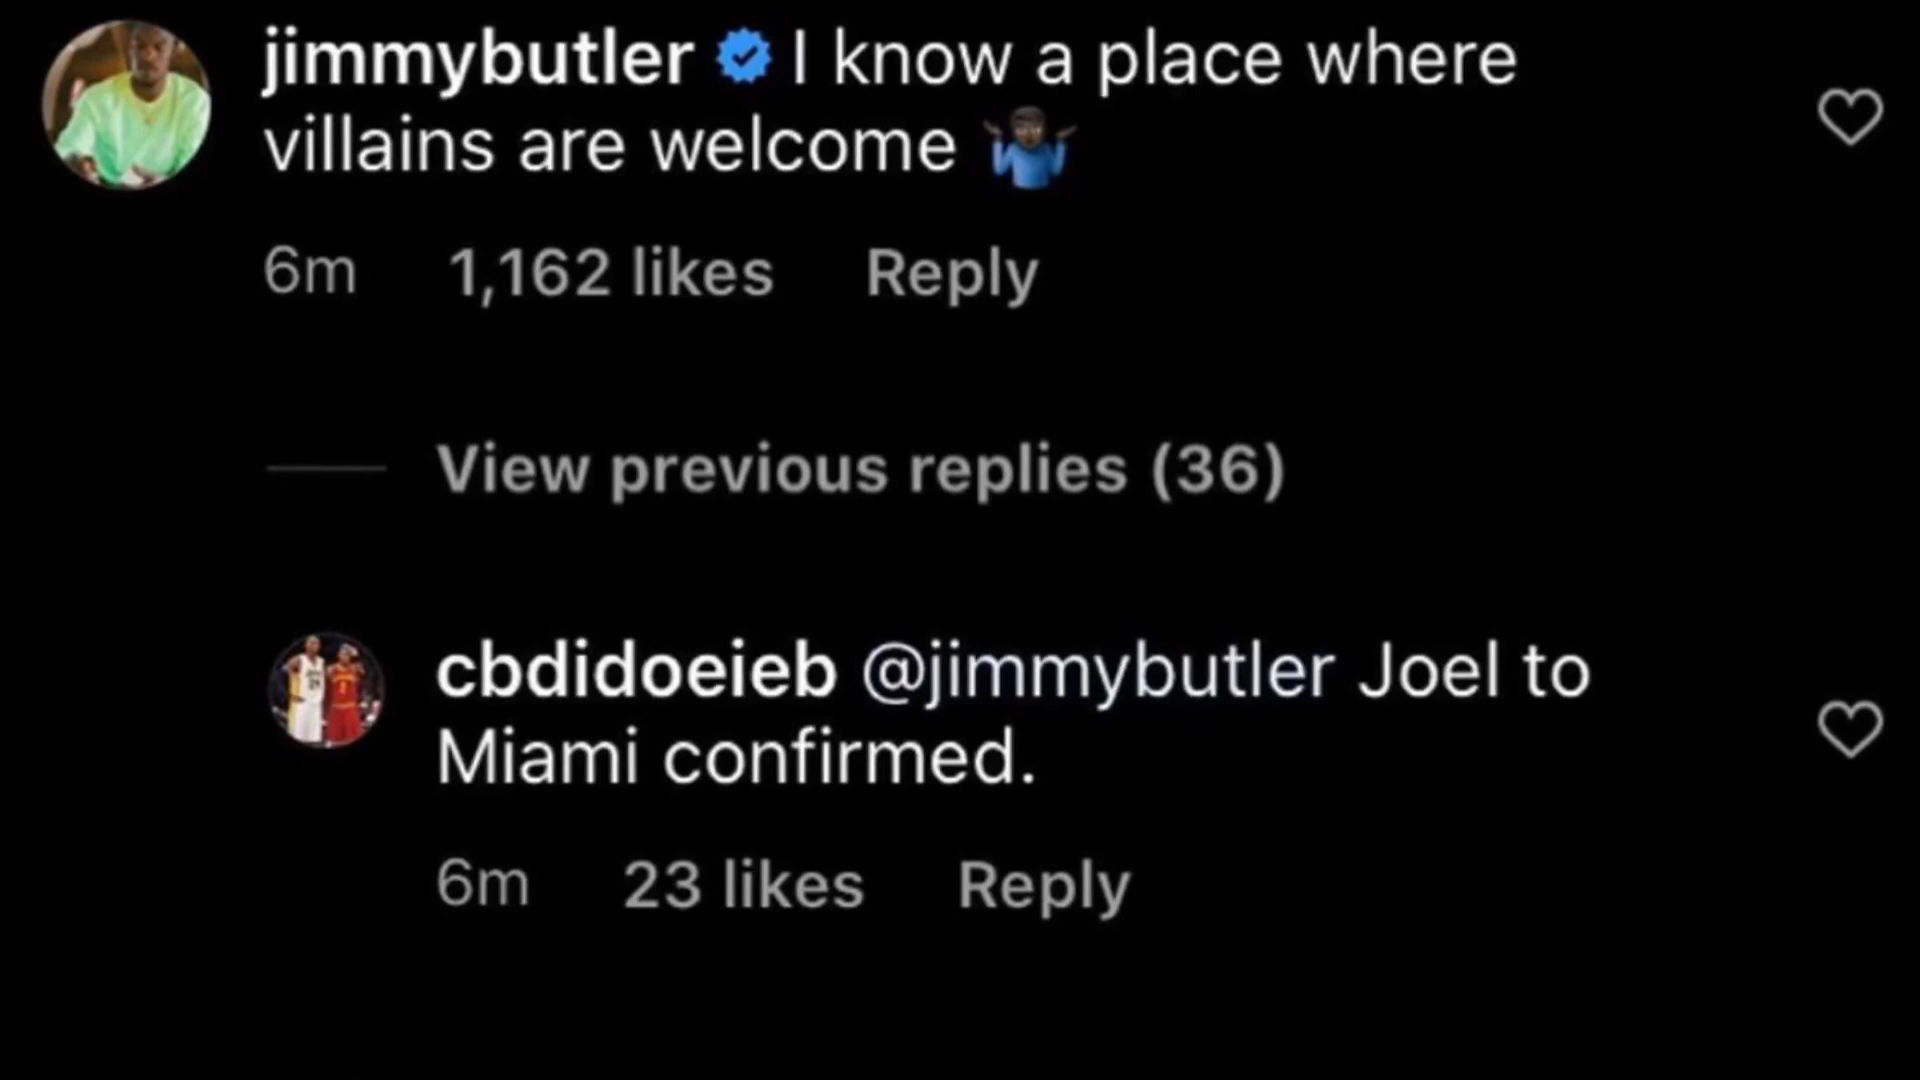 jimmybutler I know a place where
villains are welcome 🤷🏿‍♂️
6m 1,162 likes Reply
View previous replies (36)
cbdidoeieb @jimmybutler Joel to
Miami confirmed.
6m 23 likes Reply